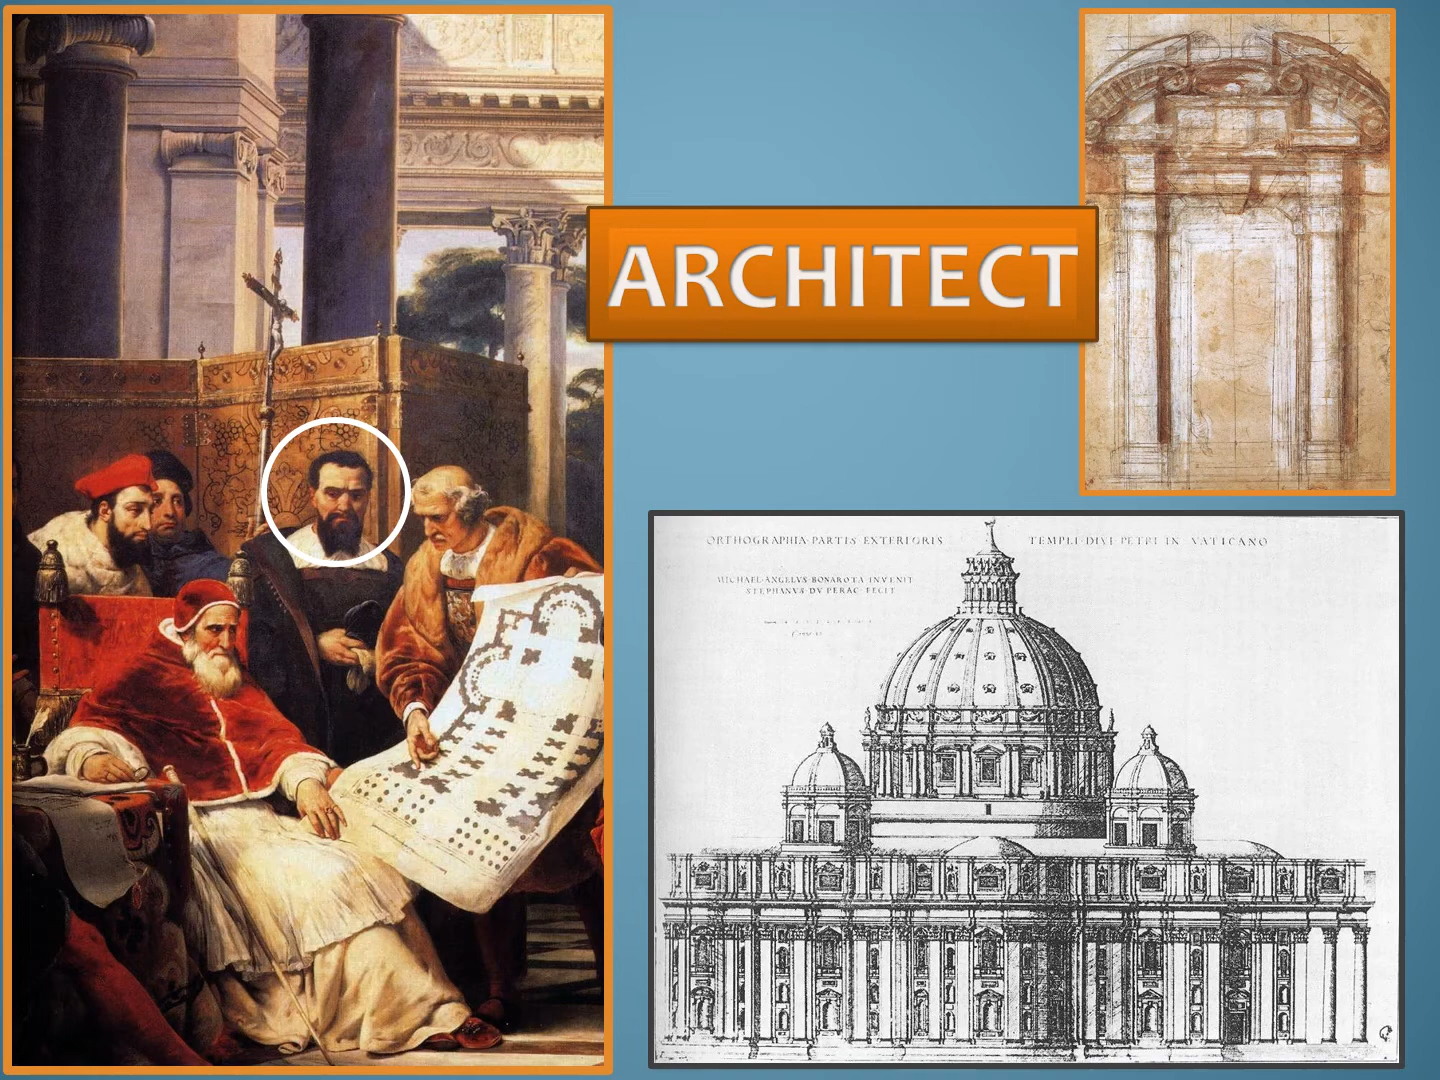 ARCHITECT
ORTHOGRAPHIA·PARTIS EXTERIORIS TEMPLI·DIVI·PETRI·IN VATICANO
MICHAEL·ANGELVS BONAROTA INVENIT
STEPHANVS·DV PERAC·FECIT